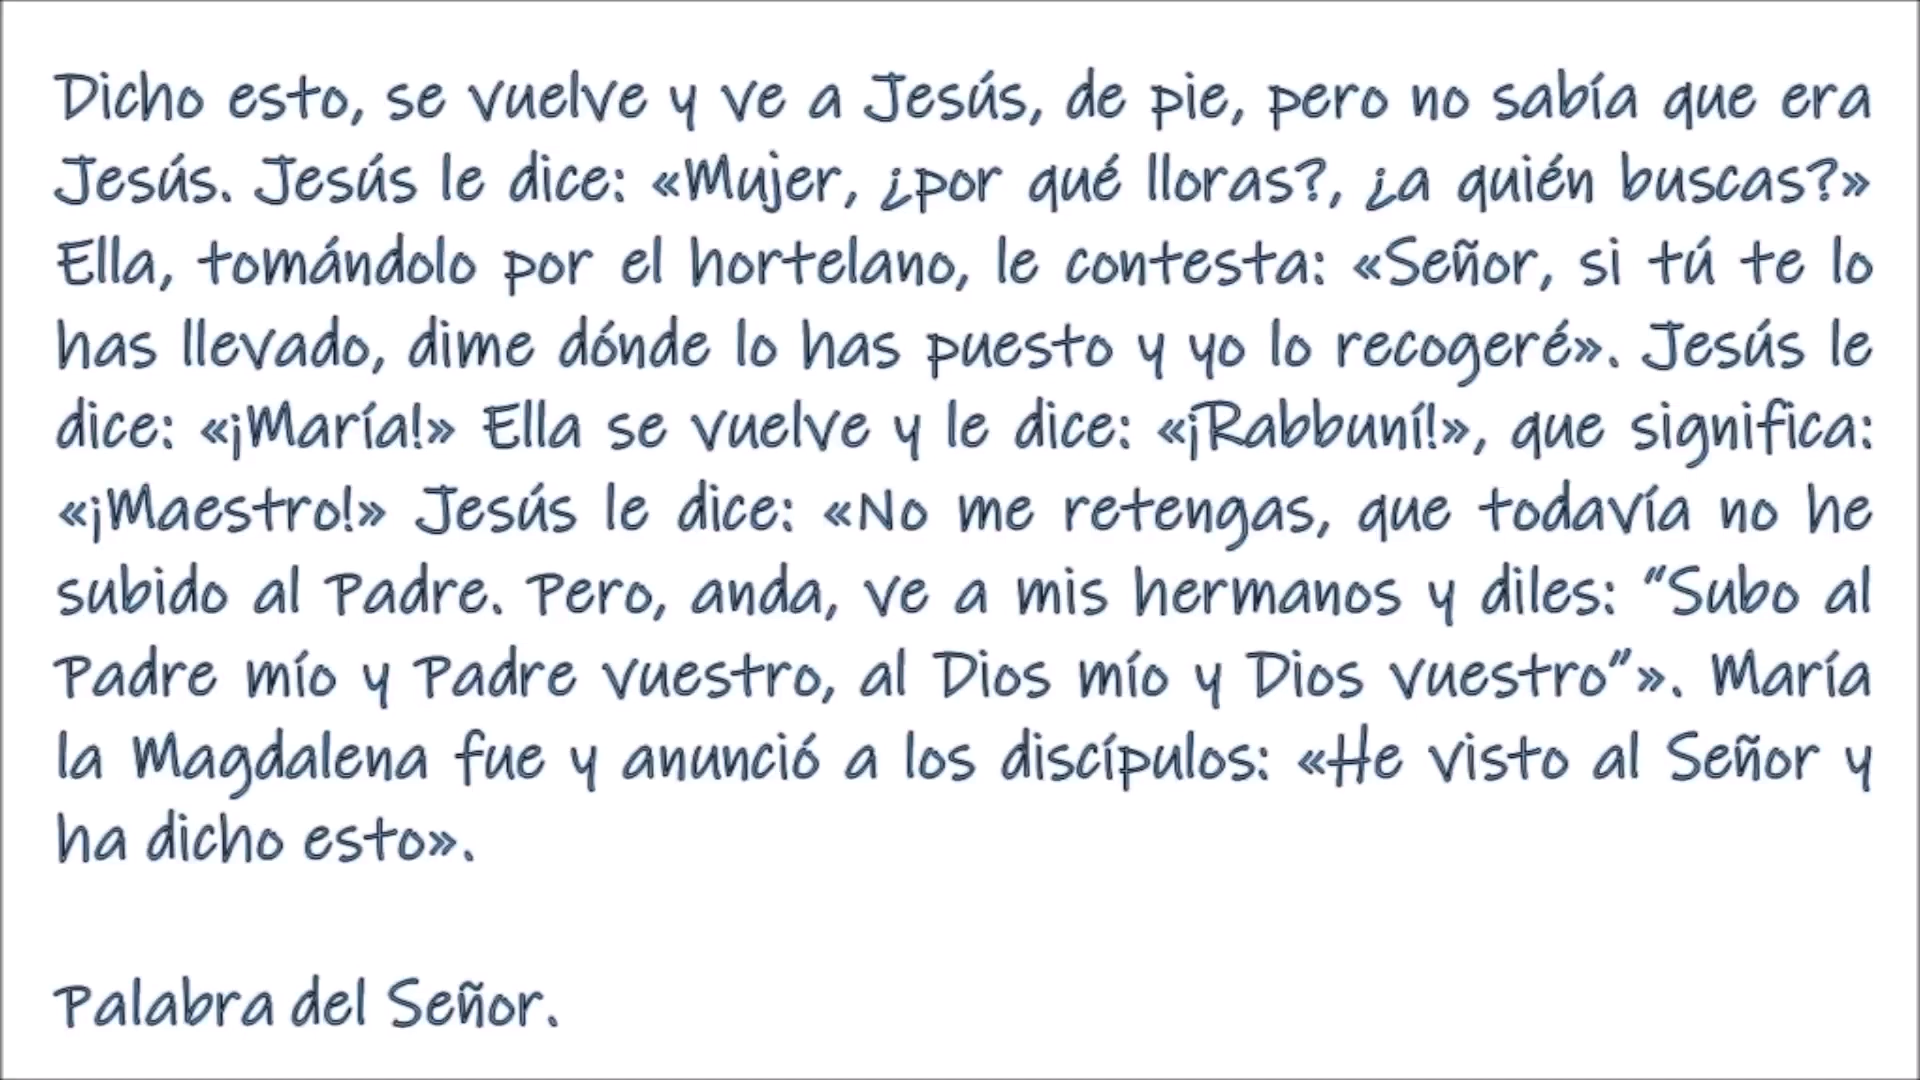 Dicho esto, se vuelve y ve a Jesús, de pie, pero no sabía que era
Jesús. Jesús le dice: «Mujer, ¿por qué lloras?, ¿a quién buscas?»
Ella, tomándolo por el hortelano, le contesta: «Señor, si tú te lo
has llevado, dime dónde lo has puesto y yo lo recogeré». Jesús le
dice: «¡María!» Ella se vuelve y le dice: «¡Rabbuní!», que significa:
«¡Maestro!» Jesús le dice: «No me retengas, que todavía no he
subido al Padre. Pero, anda, ve a mis hermanos y diles: “Subo al
Padre mío y Padre vuestro, al Dios mío y Dios vuestro”». María
la Magdalena fue y anunció a los discípulos: «He visto al Señor y
ha dicho esto».
Palabra del Señor.